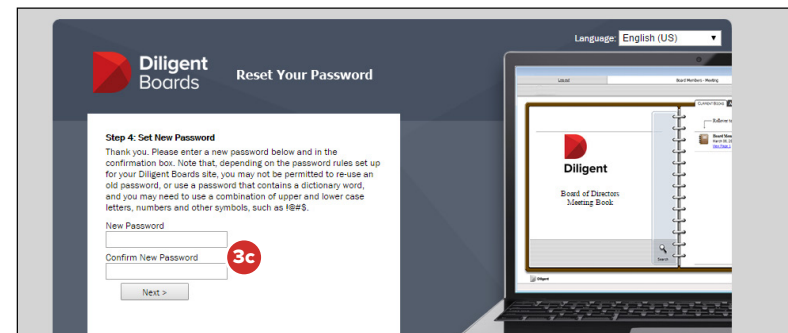 Language: English (US)
Diligent
Boards
Reset Your Password
Step 4: Set New Password
Thank you. Please enter a new password below and in the
confirmation box. Note that, depending on the password rules set up
for your Diligent Boards site, you may not be permitted to re-use an
old password, or use a password that contains a dictionary word,
and you may need to use a combination of upper and lower case
letters, numbers and other symbols, such as !@#$.
New Password
Confirm New Password
3c
Next >
Board Members - Meeting
Diligent
Board of Directors
Meeting Book
Search
Diligent